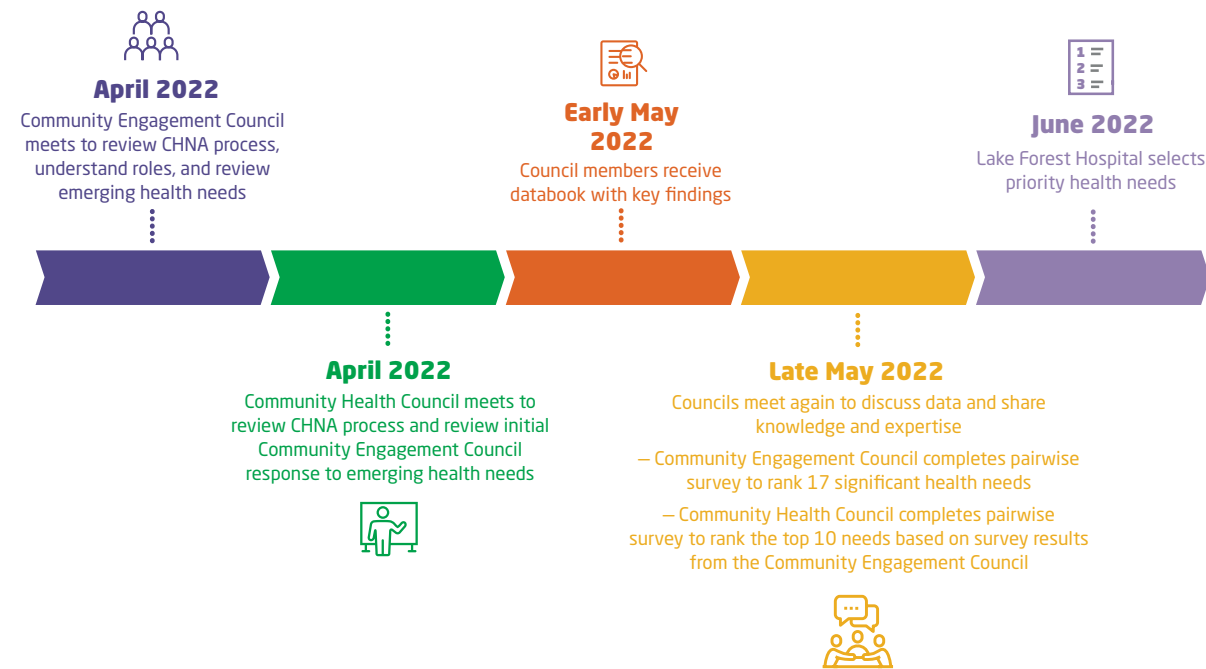 April 2022
Community Engagement Council
meets to review CHNA process,
understand roles, and review
emerging health needs
April 2022
Community Health Council meets to
review CHNA process and review initial
Community Engagement Council
response to emerging health needs
Early May
2022
Council members receive
databook with key findings
Late May 2022
Councils meet again to discuss data and share
knowledge and expertise
— Community Engagement Council completes pairwise
survey to rank 17 significant health needs
— Community Health Council completes pairwise
survey to rank the top 10 needs based on survey results
from the Community Engagement Council
1
2
3
June 2022
Lake Forest Hospital selects
priority health needs